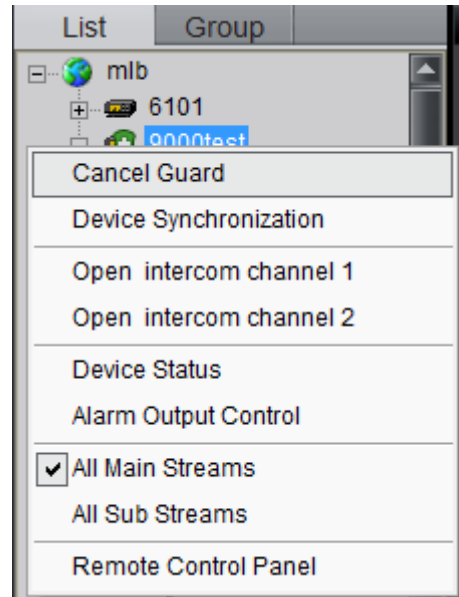 List Group
mlb
6101
9000test
Cancel Guard
Device Synchronization
Open intercom channel 1
Open intercom channel 2
Device Status
Alarm Output Control
All Main Streams
All Sub Streams
Remote Control Panel